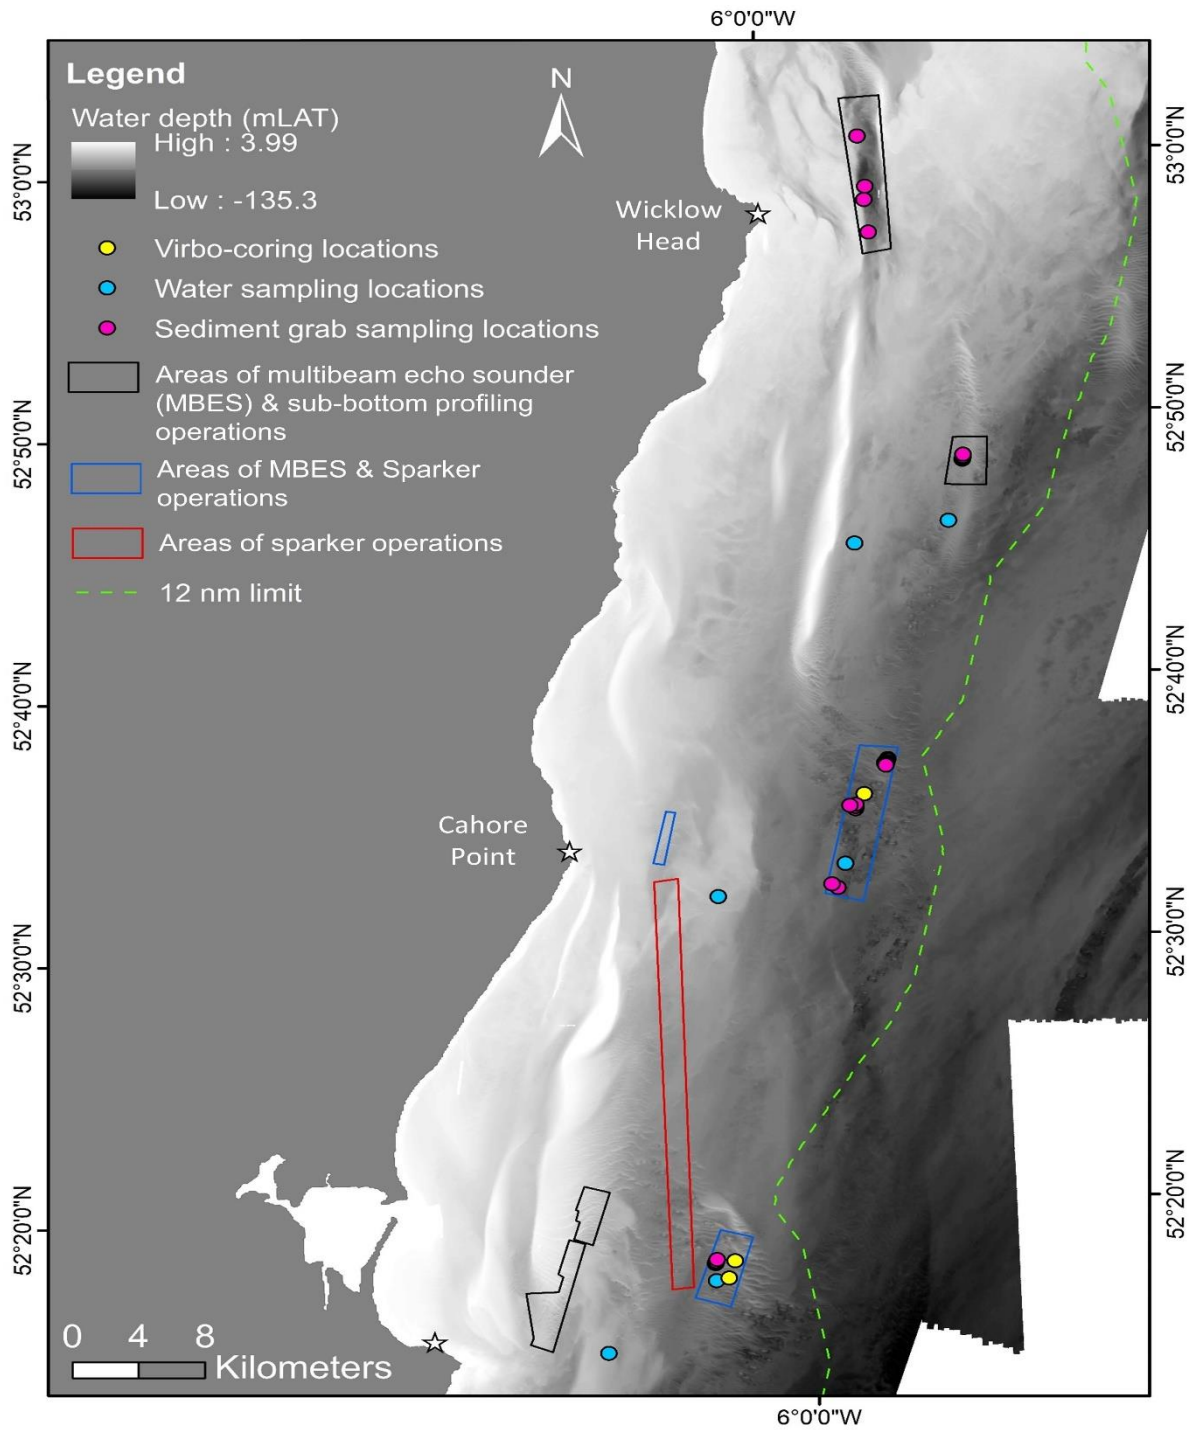 6°0'0"W
Legend
Water depth (mLAT)
High : 3.99
Low : -135.3
Virbo-coring locations
Water sampling locations
Sediment grab sampling locations
Areas of multibeam echo sounder
(MBES) & sub-bottom profiling
operations
Areas of MBES & Sparker
operations
Areas of sparker operations
12 nm limit
N
Wicklow
Head
Cahore
Point
53°0'0"N
52°50'0"N
52°40'0"N
52°30'0"N
52°20'0"N
53°0'0"N
52°50'0"N
52°40'0"N
52°30'0"N
52°20'0"N
0 4 8
Kilometers
6°0'0"W